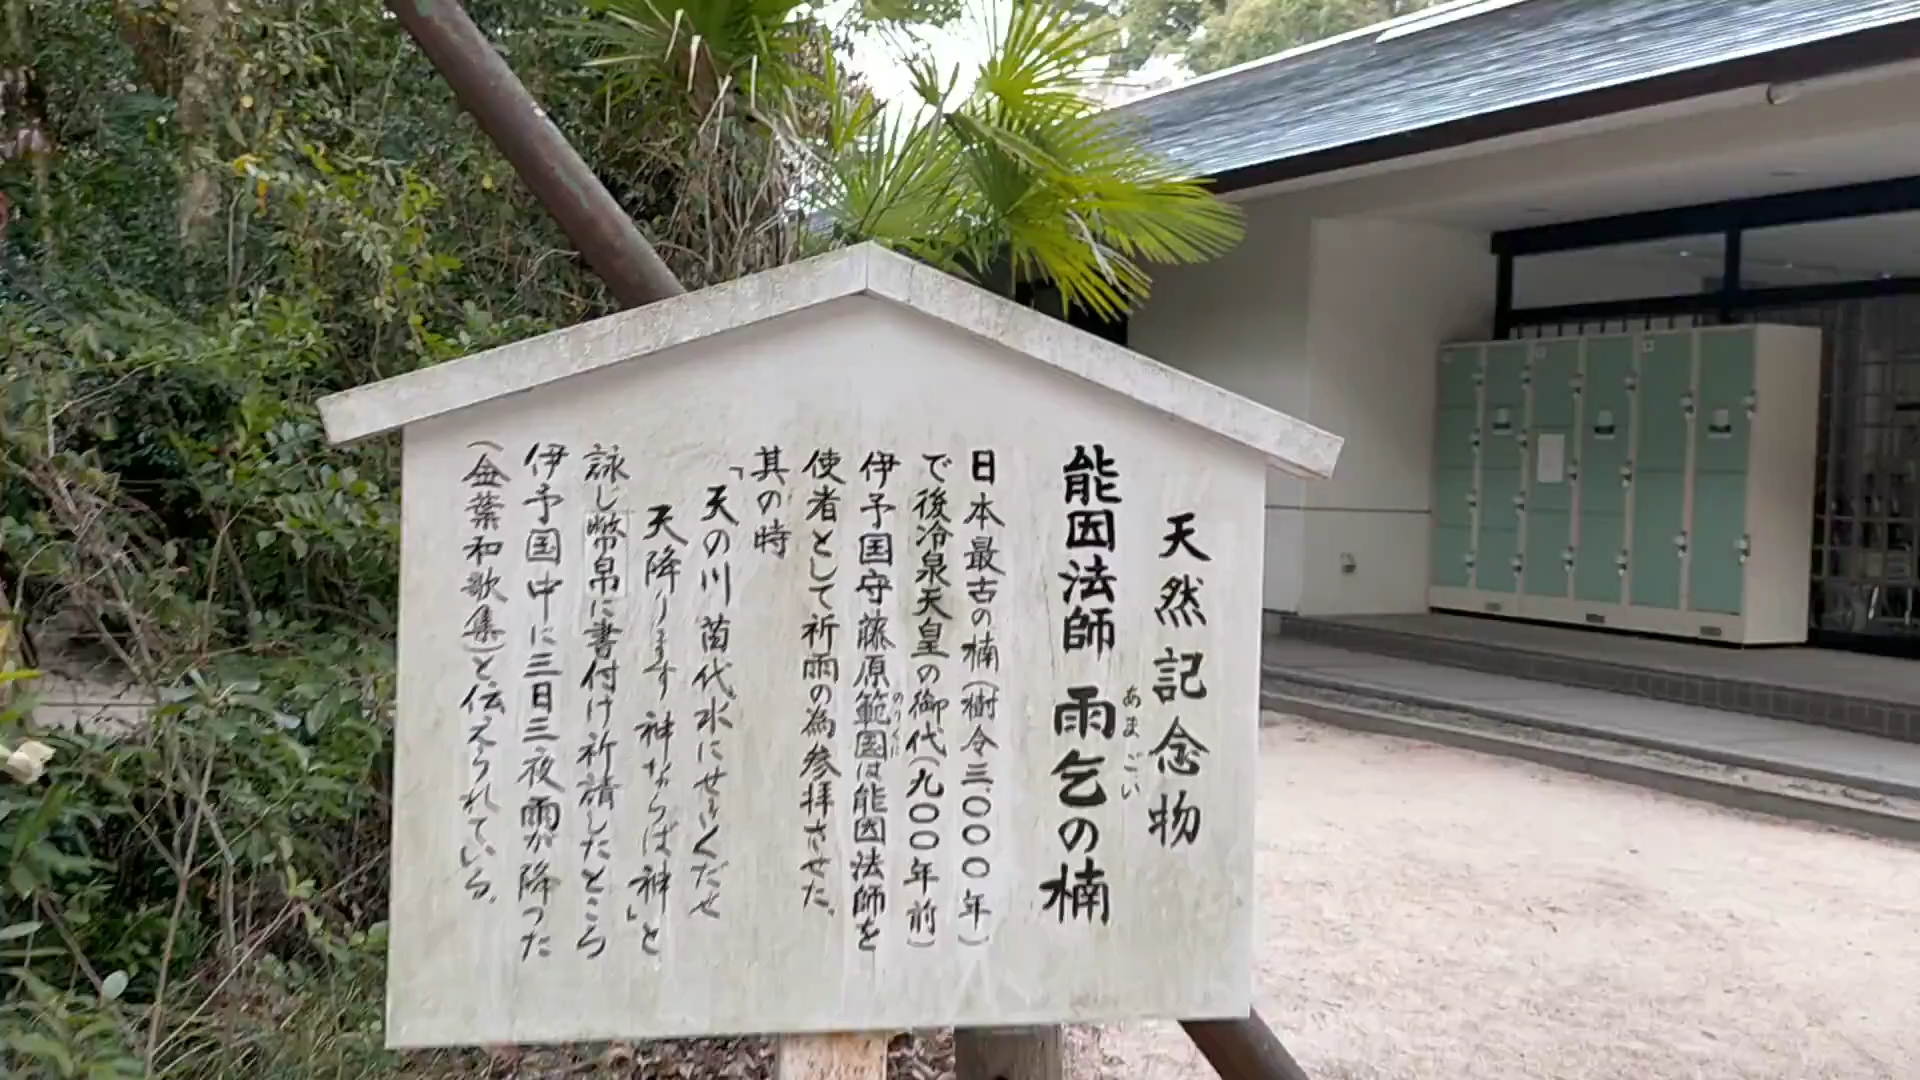 天然記念物
能因法師 雨乞の楠
あまごい
日本最古の楠(樹令三.〇〇〇年)
で後冷泉天皇の御代(九〇〇年前)
伊予国守藤原範国は能因法師を
のりくに
使者として祈雨の為参拝させた。
其の時
「天の川 苗代水にせきくだせ
天降ります 神ならば神」と
詠し幣帛に書付け祈請したところ
伊予国中に三日三夜雨が降った
(金葉和歌集)と伝えられている。